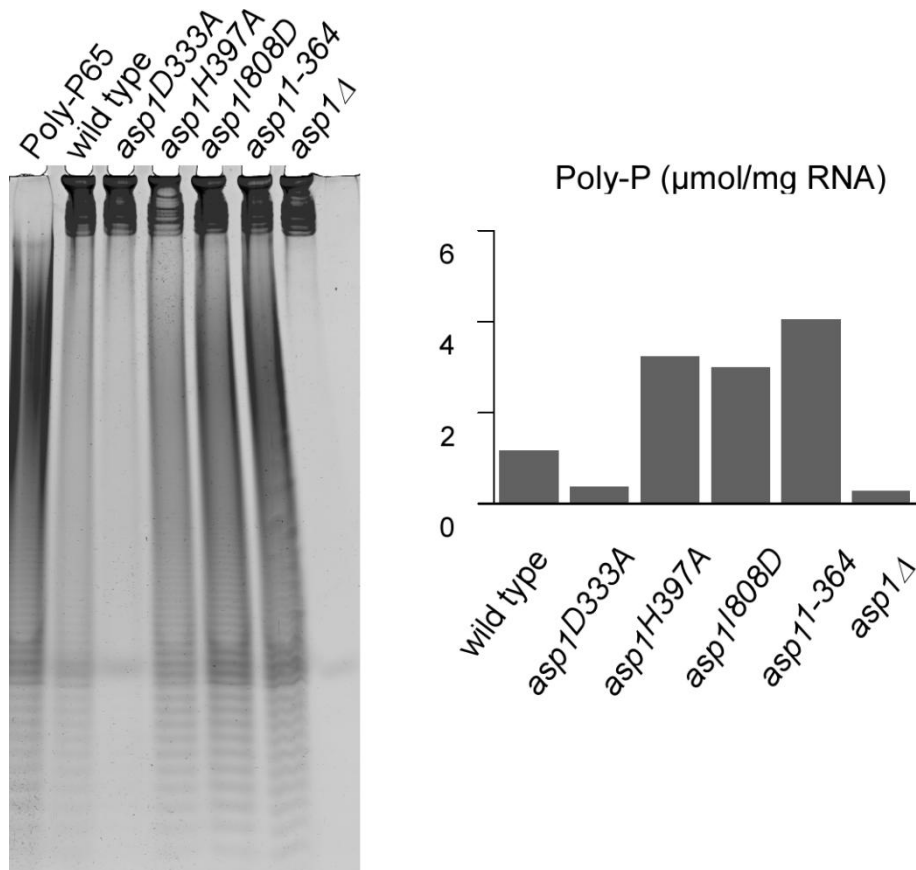 Poly-P65
wild type
asp1D333A
asp1H397A
asp1I808D
asp11-364
asp1Δ
Poly-P (µmol/mg RNA)
6
4
2
0
wild type
asp1D333A
asp1H397A
asp1I808D
asp11-364
asp1Δ